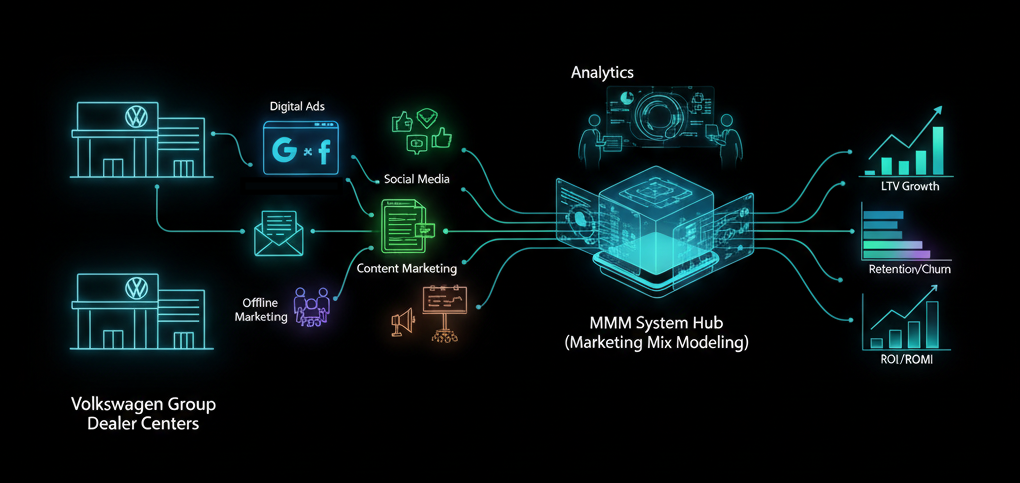 Analytics
Digital Ads
G f
Social Media
LTV Growth
Content Marketing
Retention/Churn
Offline
Marketing
MMM System Hub
(Marketing Mix Modeling)
ROI/ROMI
Volkswagen Group
Dealer Centers